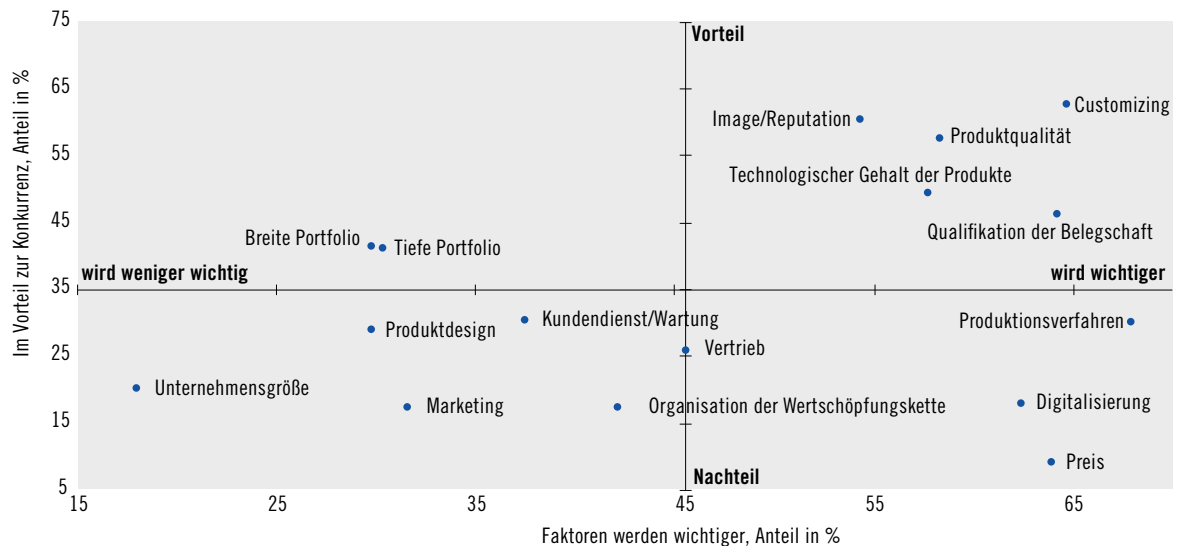 75
Vorteil
65
Customizing
Image/Reputation
Produktqualität
55
Technologischer Gehalt der Produkte
45
Qualifikation der Belegschaft
Breite Portfolio
Tiefe Portfolio
wird weniger wichtig
wird wichtiger
35
Produktdesign
Kundendienst/Wartung
Produktionsverfahren
Vertrieb
25
Unternehmensgröße
Marketing
Organisation der Wertschöpfungskette
Digitalisierung
15
Preis
Nachteil
5
15
25
35
45
55
65
Im Vorteil zur Konkurrenz, Anteil in %
Faktoren werden wichtiger, Anteil in %